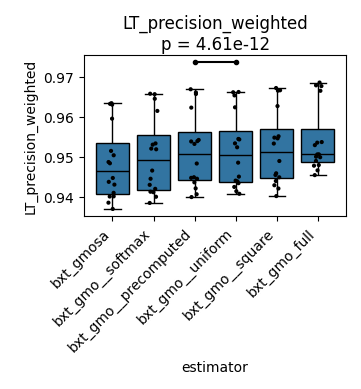 LT_precision_weighted
p = 4.61e-12
LT_precision_weighted
0.97
0.96
0.95
0.94
bxt_gmosa
bxt_gmo__softmax
bxt_gmo__precomputed
bxt_gmo__uniform
bxt_gmo__square
bxt_gmo_full
estimator